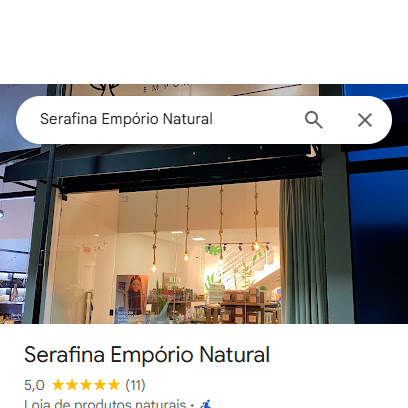 Serafina Empório Natural
Serafina Empório Natural
5,0 ★★★★★ (11)
Loja de produtos naturais ·